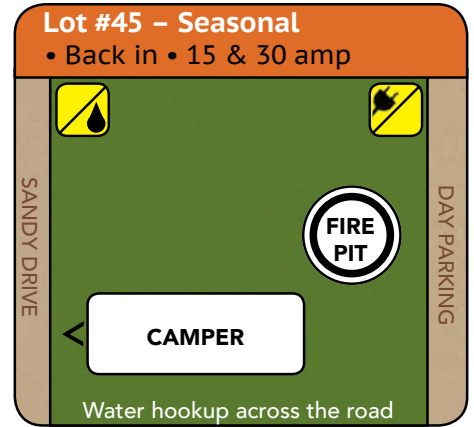 Lot #45 – Seasonal
• Back in • 15 & 30 amp
SANDY DRIVE
DAY PARKING
FIRE
PIT
CAMPER
Water hookup across the road